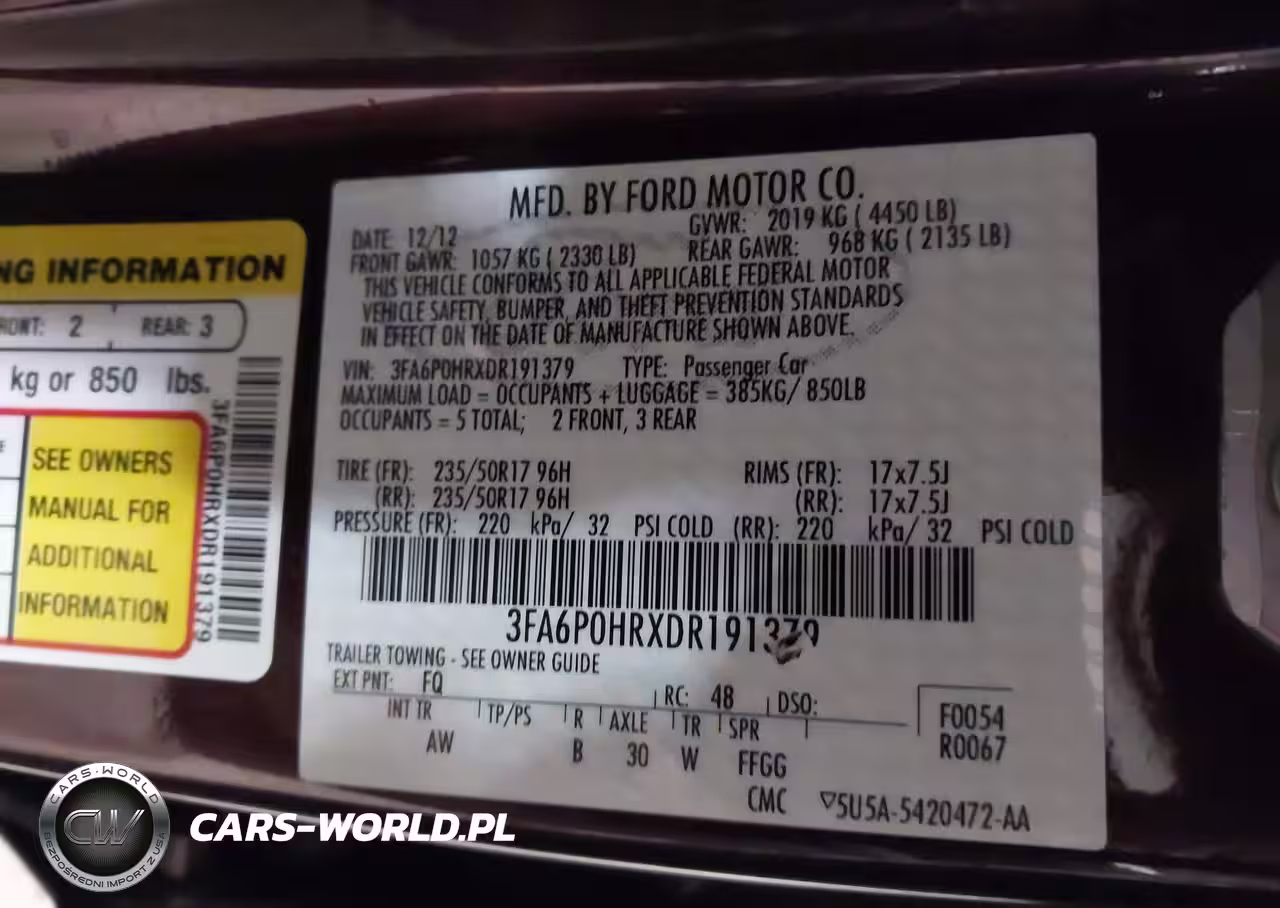 NG INFORMATION
RONT: 2 REAR: 3
kg or 850 lbs.
SEE OWNERS
MANUAL FOR
ADDITIONAL
INFORMATION
3FA6P0HRXDR191379
MFD. BY FORD MOTOR CO.
DATE: 12/12 GVWR: 2019 KG ( 4450 LB)
FRONT GAWR: 1057 KG ( 2330 LB) REAR GAWR: 968 KG ( 2135 LB)
THIS VEHICLE CONFORMS TO ALL APPLICABLE FEDERAL MOTOR
VEHICLE SAFETY, BUMPER, AND THEFT PREVENTION STANDARDS
IN EFFECT ON THE DATE OF MANUFACTURE SHOWN ABOVE.
VIN: 3FA6P0HRXDR191379 TYPE: Passenger Car
MAXIMUM LOAD = OCCUPANTS + LUGGAGE = 385KG/ 850LB
OCCUPANTS = 5 TOTAL; 2 FRONT, 3 REAR
TIRE (FR): 235/50R17 96H RIMS (FR): 17x7.5J
(RR): 235/50R17 96H (RR): 17x7.5J
PRESSURE (FR): 220 kPa/ 32 PSI COLD (RR): 220 kPa/ 32 PSI COLD
3FA6P0HRXDR191379
TRAILER TOWING - SEE OWNER GUIDE
EXT PNT: FQ RC: 48 DSO:
INT TR TP/PS R AXLE TR SPR
AW B 30 W FFGG
F0054
R0067
CMC ▽5U5A-5420472-AA
CARS-WORLD
CW
BEZPOŚREDNI IMPORT Z USA
CARS-WORLD.PL